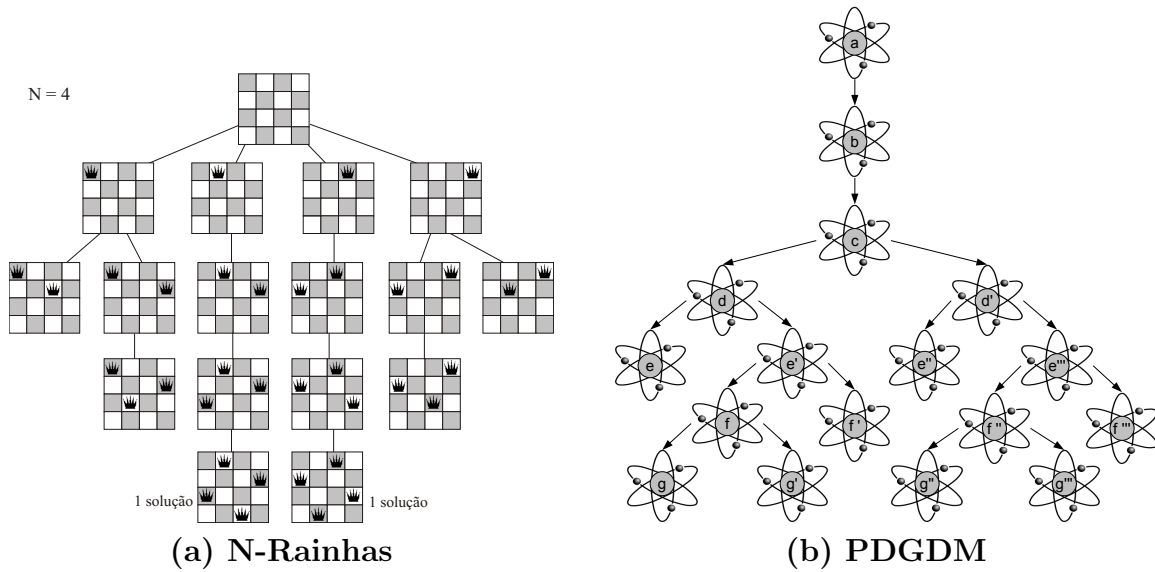 N = 4
1 solução
1 solução
(a) N-Rainhas
a
b
c
d
d'
e
e'
e''
e'''
f
f '
f ''
f '''
g
g'
g''
g'''
(b) PDGDM